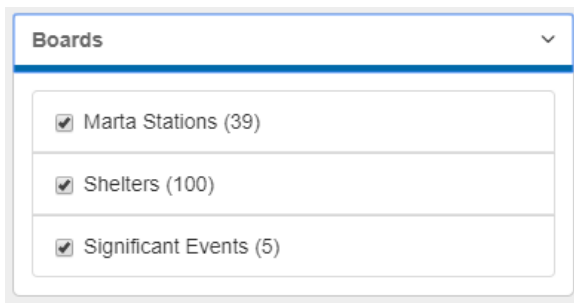 Boards
Marta Stations (39)
Shelters (100)
Significant Events (5)